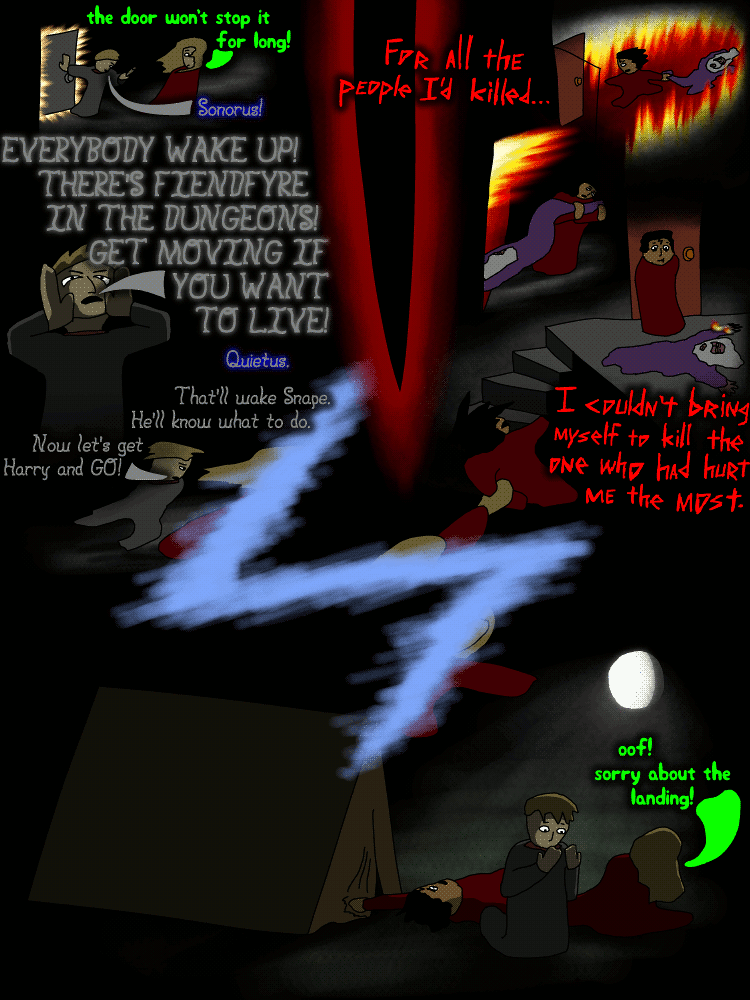 the door won't stop it
for long!
Sonorus!
EVERYBODY WAKE UP!
THERE'S FIENDFYRE
IN THE DUNGEONS!
GET MOVING IF
YOU WANT
TO LIVE!
Quietus.
That'll wake Snape.
He'll know what to do.
Now let's get
Harry and GO!
For all the
people I'd killed...
I couldn't bring
myself to kill the
one who had hurt
me the most.
oof!
sorry about the
landing!